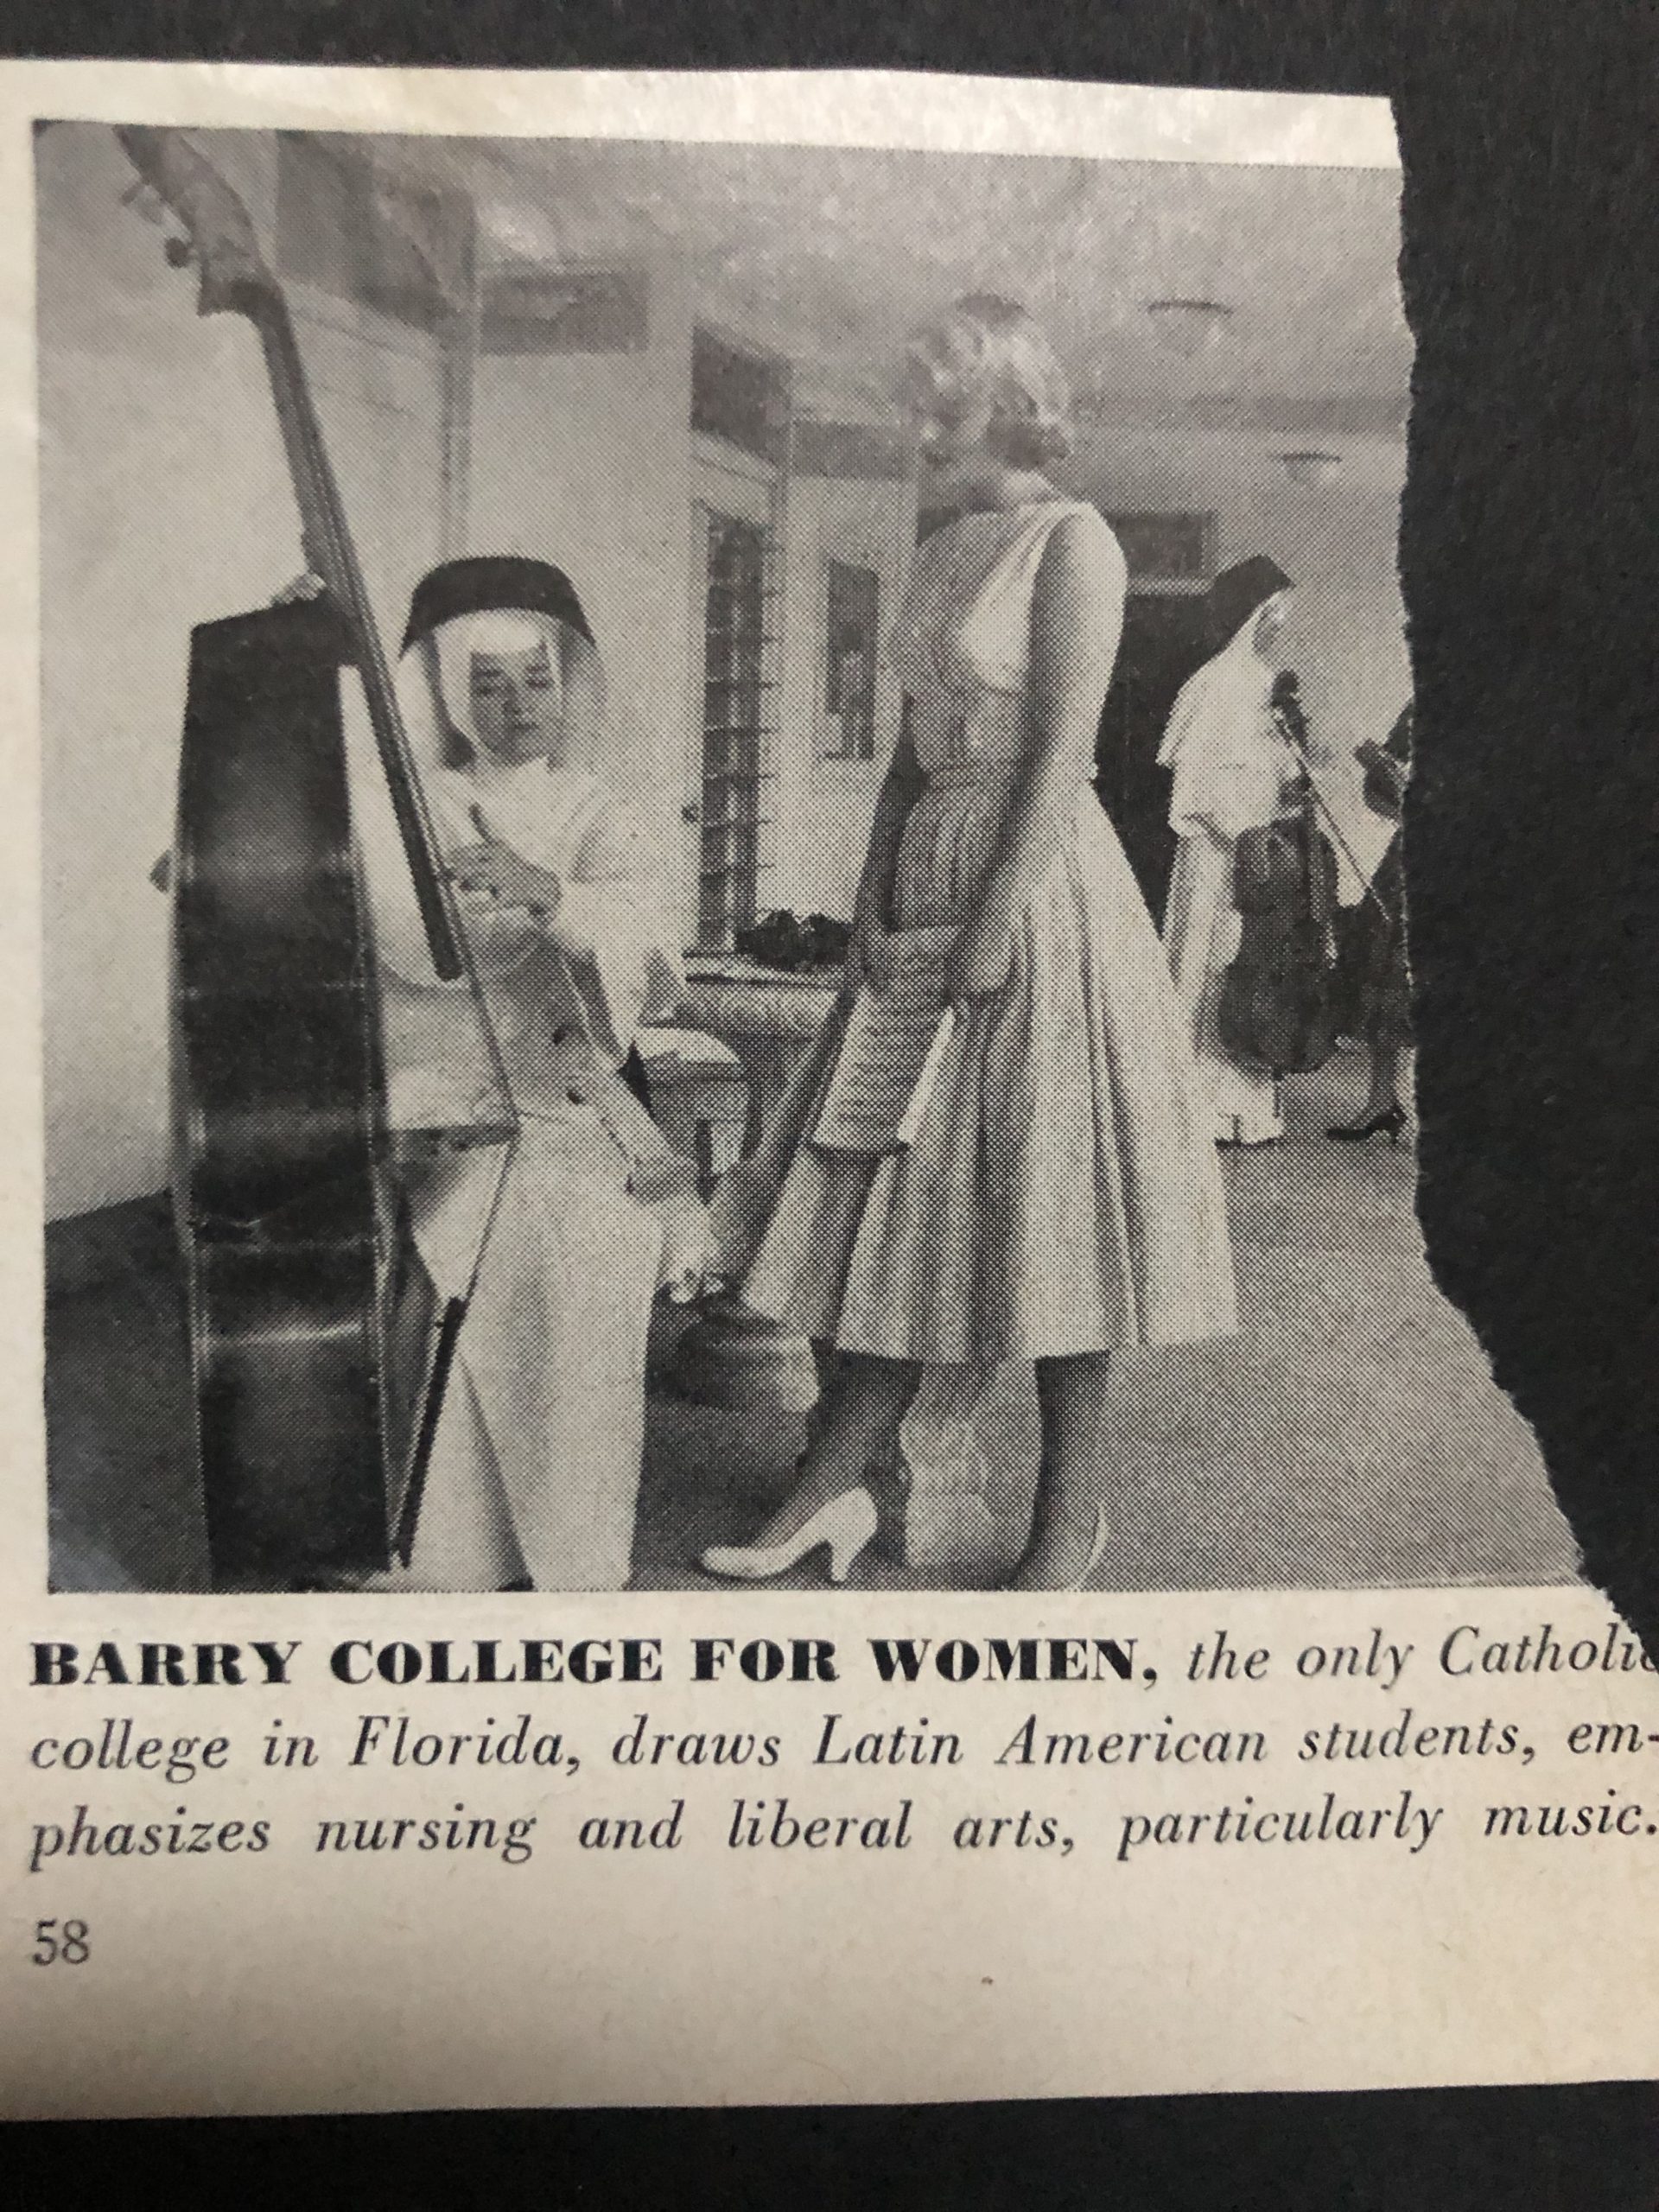 BARRY COLLEGE FOR WOMEN, the only Catholic
college in Florida, draws Latin American students, em-
phasizes nursing and liberal arts, particularly music.
58